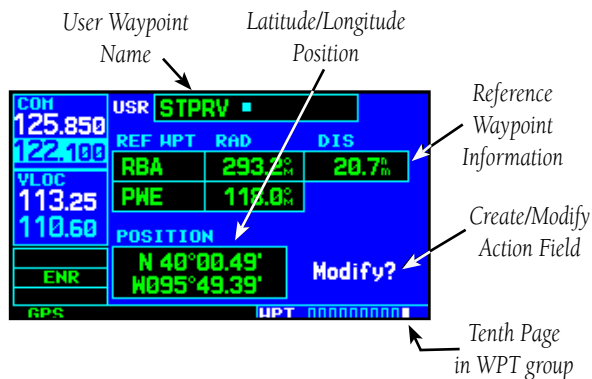 User Waypoint
Name
Latitude/Longitude
Position
COM
125.850
122.100
VLOC
113.25
110.60
ENR
GPS
USR STPRV
REF WPT RAD DIS
RBA 293.2°M 20.7nm
PWE 118.0°M
POSITION
N 40°00.49'
W095°49.39'
Modify?
WPT
Reference
Waypoint
Information
Create/Modify
Action Field
Tenth Page
in WPT group